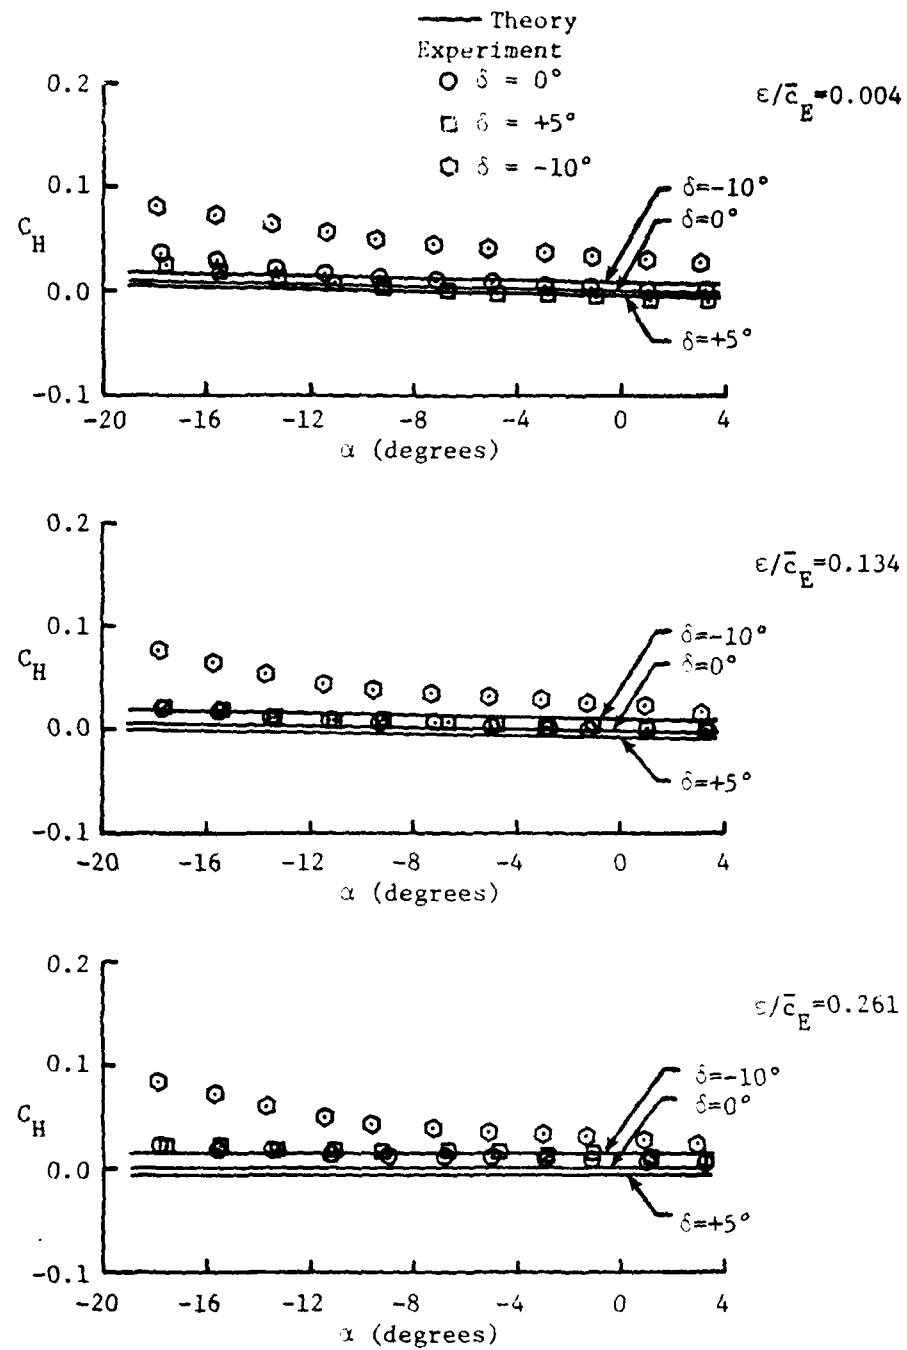 Theory
Experiment
δ = 0°
δ = +5°
δ = -10°
ε/c̄E=0.004
0.2
0.1
CH
0.0
-0.1
δ=-10°
δ=0°
δ=+5°
-20 -16 -12 -8 -4 0 4
α (degrees)
ε/c̄E=0.134
0.2
0.1
CH
0.0
-0.1
δ=-10°
δ=0°
δ=+5°
-20 -16 -12 -8 -4 0 4
α (degrees)
ε/c̄E=0.261
0.2
0.1
CH
0.0
-0.1
δ=-10°
δ=0°
δ=+5°
-20 -16 -12 -8 -4 0 4
α (degrees)